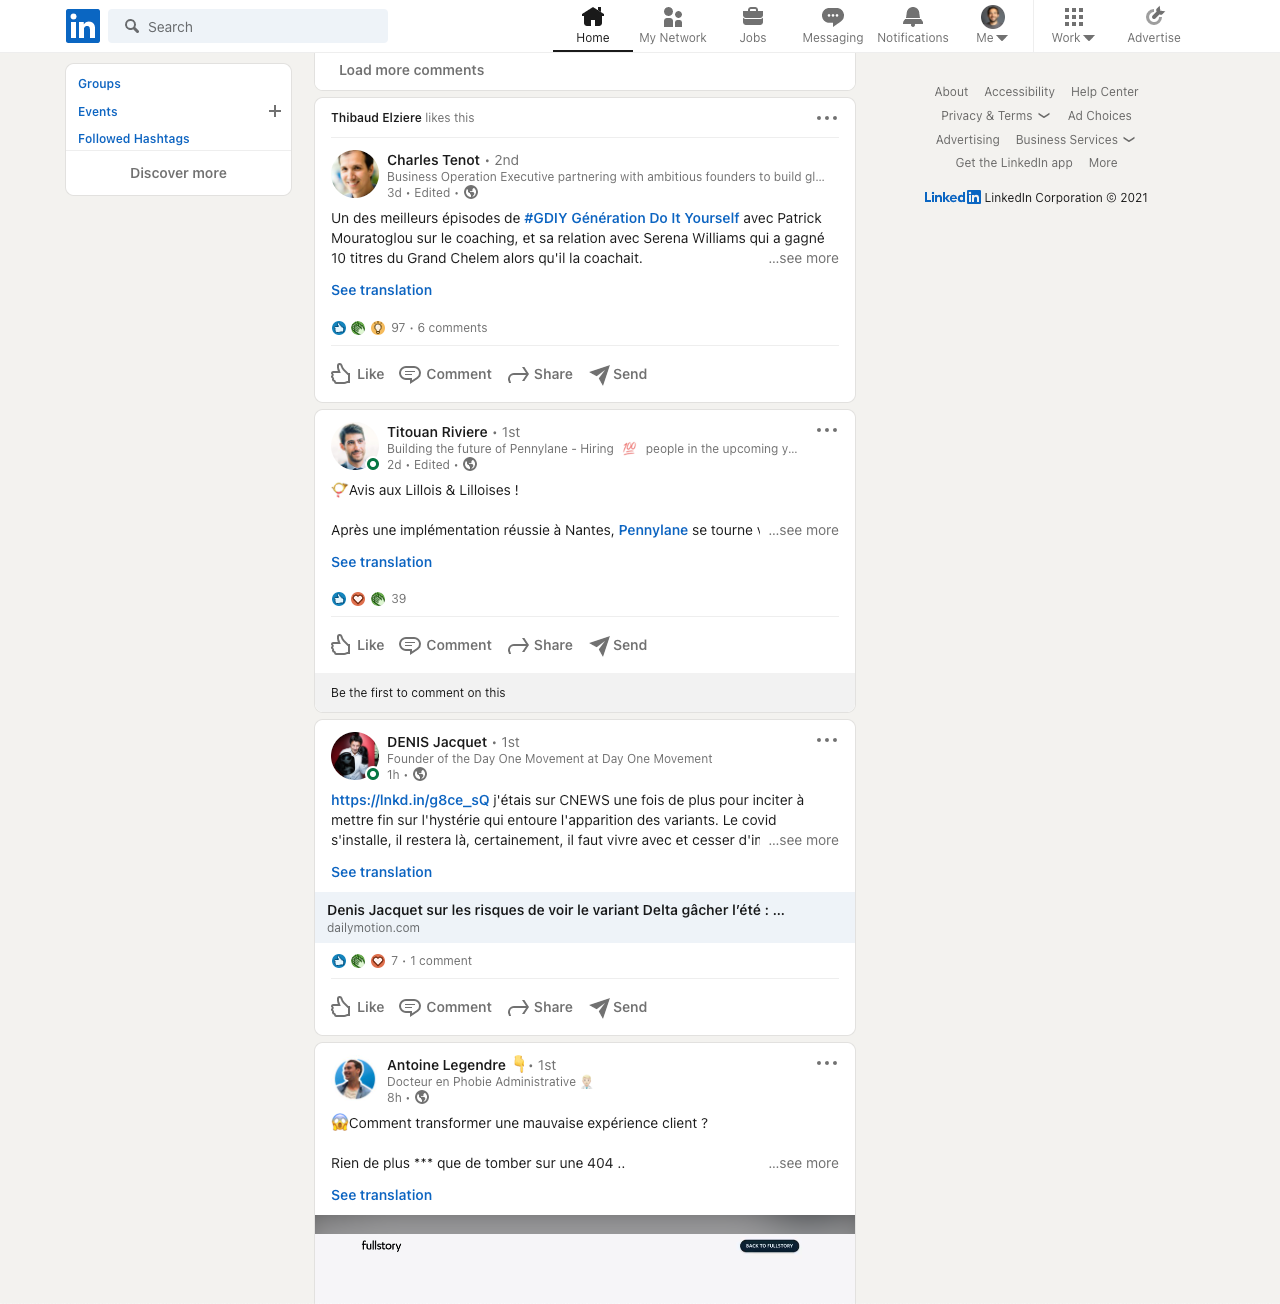 in Search Home My Network Jobs Messaging Notifications Me Work Advertise
Groups
Events
Followed Hashtags
Discover more
Load more comments
Thibaud Elziere likes this
Charles Tenot • 2nd
Business Operation Executive partnering with ambitious founders to build gl...
3d • Edited •
Un des meilleurs épisodes de #GDIY Génération Do It Yourself avec Patrick
Mouratoglou sur le coaching, et sa relation avec Serena Williams qui a gagné
10 titres du Grand Chelem alors qu'il la coachait. ...see more
See translation
97 • 6 comments
Like Comment Share Send
Titouan Riviere • 1st
Building the future of Pennylane - Hiring 💯 people in the upcoming y...
2d • Edited •
Avis aux Lillois & Lilloises !
Après une implémentation réussie à Nantes, Pennylane se tourne ...see more
See translation
39
Like Comment Share Send
Be the first to comment on this
DENIS Jacquet • 1st
Founder of the Day One Movement at Day One Movement
1h •
https://lnkd.in/g8ce_sQ j'étais sur CNEWS une fois de plus pour inciter à
mettre fin sur l'hystérie qui entoure l'apparition des variants. Le covid
s'installe, il restera là, certainement, il faut vivre avec et cesser d'in ...see more
See translation
Denis Jacquet sur les risques de voir le variant Delta gâcher l'été : ...
dailymotion.com
7 • 1 comment
Like Comment Share Send
Antoine Legendre 👇 • 1st
Docteur en Phobie Administrative
8h •
😱Comment transformer une mauvaise expérience client ?
Rien de plus *** que de tomber sur une 404 .. ...see more
See translation
fullstory BACK TO FULLSTORY
About Accessibility Help Center
Privacy & Terms Ad Choices
Advertising Business Services
Get the LinkedIn app More
LinkedIn LinkedIn Corporation © 2021